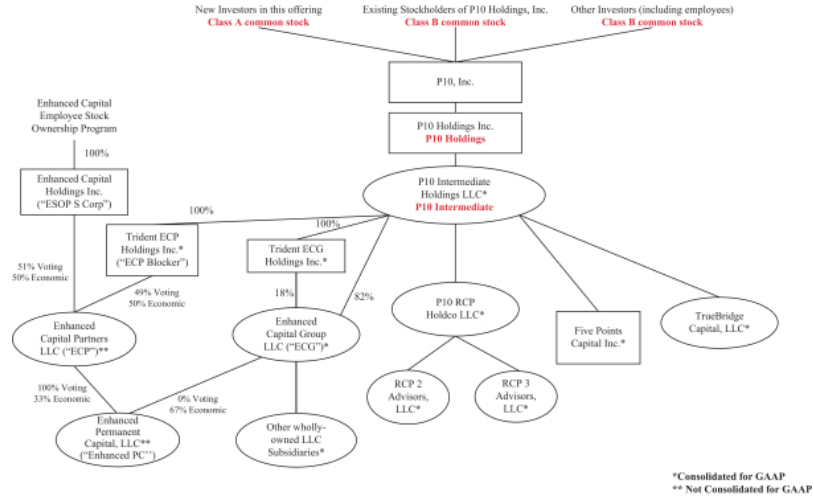 New Investors in this offering
Class A common stock
Existing Stockholders of P10 Holdings, Inc.
Class B common stock
Other Investors (including employees)
Class B common stock
P10, Inc.
P10 Holdings Inc.
P10 Holdings
Enhanced Capital
Employee Stock
Ownership Program
100%
Enhanced Capital
Holdings Inc.
(“ESOP S Corp”)
P10 Intermediate
Holdings LLC*
P10 Intermediate
100%
100%
Trident ECP
Holdings Inc.*
(“ECP Blocker”)
Trident ECG
Holdings Inc.*
51% Voting
50% Economic
49% Voting
50% Economic
18%
82%
P10 RCP
Holdco LLC*
Five Points
Capital Inc.*
TrueBridge
Capital, LLC*
Enhanced
Capital Partners
LLC (“ECP”)**
Enhanced
Capital Group
LLC (“ECG”)*
100% Voting
33% Economic
0% Voting
67% Economic
RCP 2
Advisors,
LLC*
RCP 3
Advisors,
LLC*
Enhanced
Permanent
Capital, LLC**
(“Enhanced PC’’)
Other wholly-
owned LLC
Subsidiaries*
*Consolidated for GAAP
** Not Consolidated for GAAP